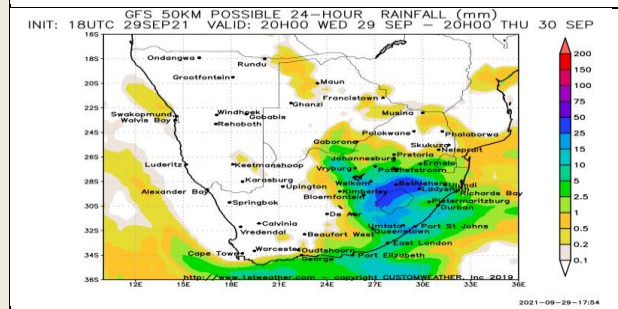 GFS 50KM POSSIBLE 24-HOUR RAINFALL (mm)
INIT: 18UTC 29SEP21 VALID: 20H00 WED 29 SEP - 20H00 THU 30 SEP
16S
18S
20S
22S
24S
26S
28S
30S
32S
34S
36S
Ondangwa
Rundu
Grootfontein
Maun
Francistown
Ghanzi
Musina
Swakopmund
Walvis Bay
Windhoek
Gobabis
Rehoboth
Polokwane
Phalaborwa
Gaborone
Skukuza
Nelspruit
Pretoria
Johannesburg
Ermelo
Luderitz
Keetmanshoop
Vryburg
Potchefstroom
Karasburg
Upington
Welkom
Kimberley
Bethlehem
Ulundi
Ladysmith
Richards Bay
Alexander Bay
Springbok
Bloemfontein
Pietermaritzburg
Durban
De Aar
Calvinia
Vredendal
Umtata
Port St Johns
Queenstown
Beaufort West
East London
Cape Town
Worcester
Oudtshoorn
George
Port Elizabeth
http://www.1stweather.com - copyright CUSTOMWEATHER, Inc 2019
12E 15E 18E 21E 24E 27E 30E 33E 36E
200
150
100
75
50
25
15
10
5
2.5
1
0.5
0.2
0.1
2021-09-29-17:54